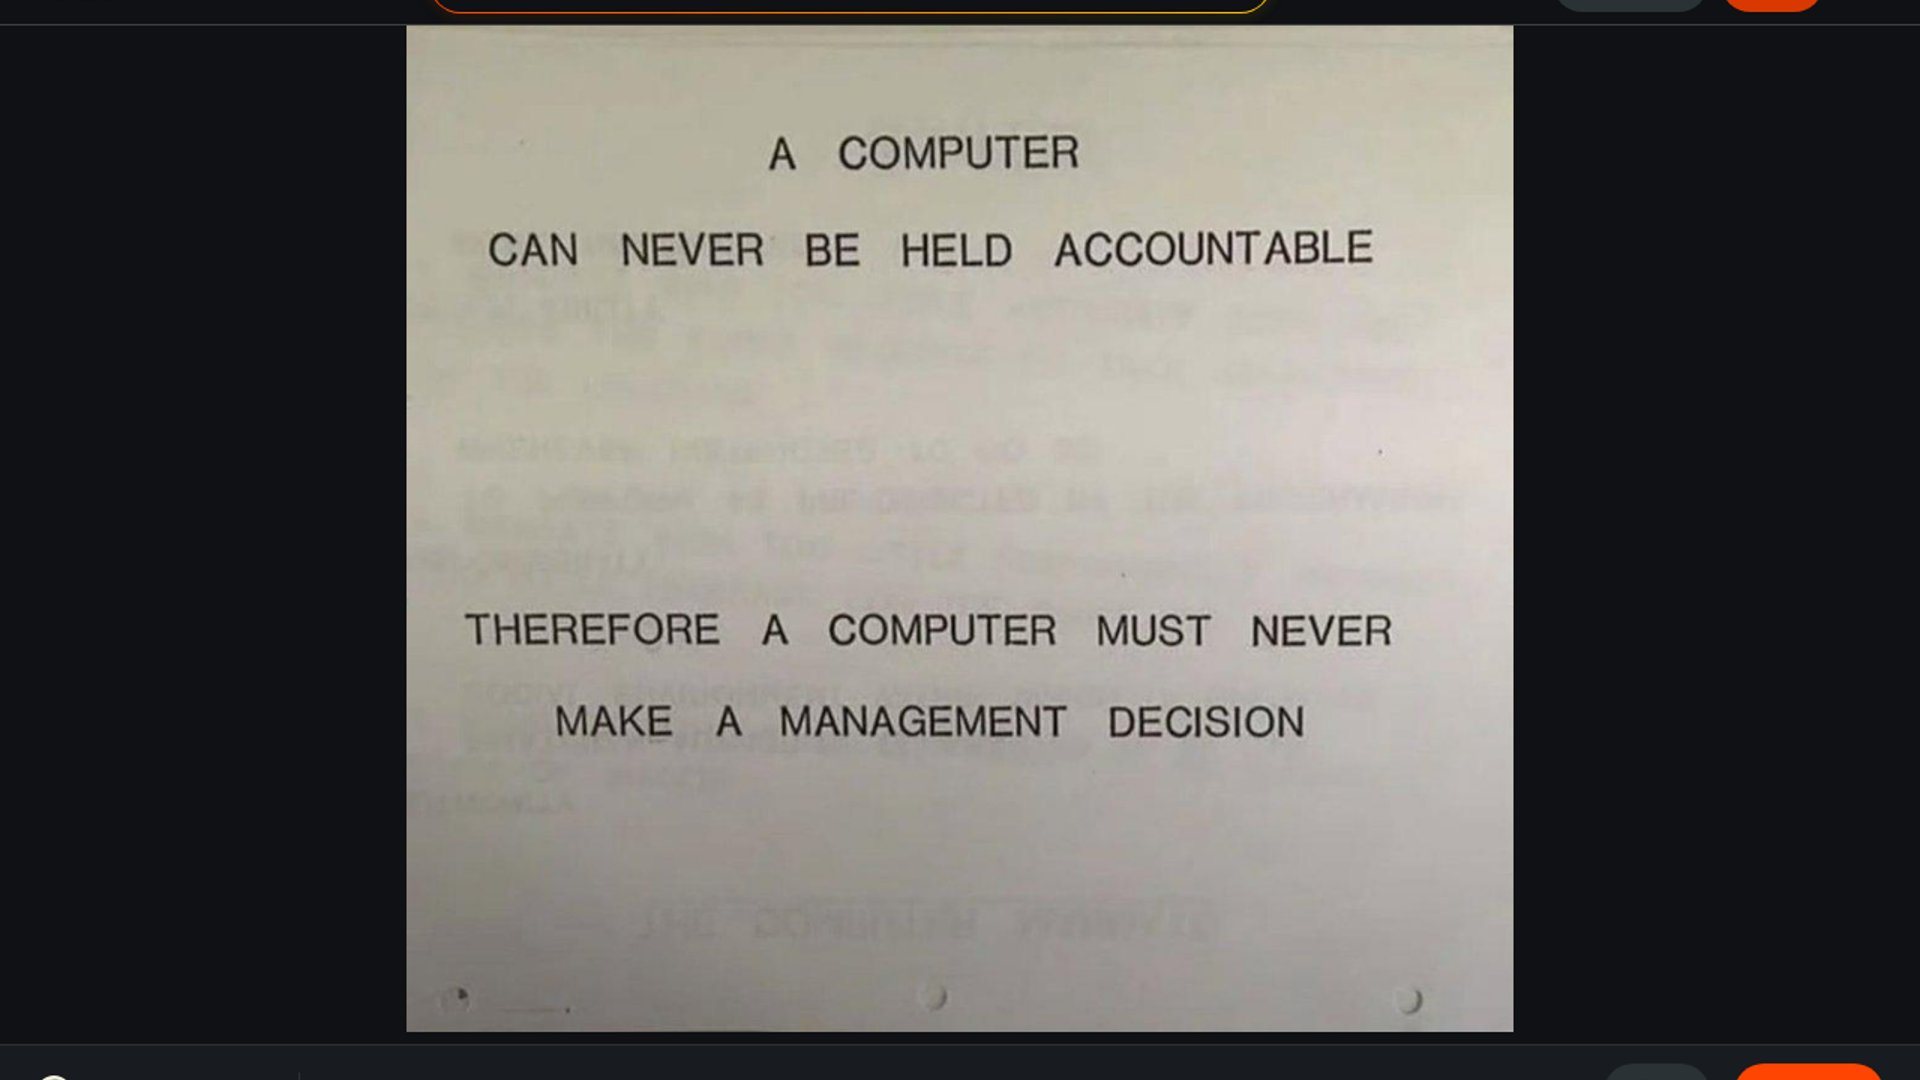 A COMPUTER
CAN NEVER BE HELD ACCOUNTABLE
THEREFORE A COMPUTER MUST NEVER
MAKE A MANAGEMENT DECISION